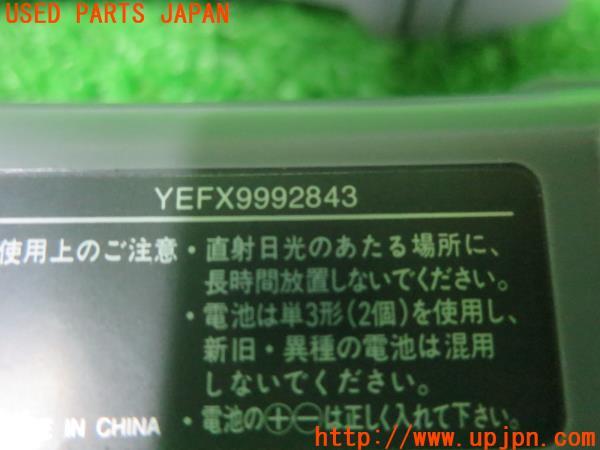 USED PARTS JAPAN
YEFX9992843
使用上のご注意・直射日光のあたる場所に、
長時間放置しないでください。
・電池は単3形(2個)を使用し、
新旧・異種の電池は混用
しないでください。
IN CHINA ・電池の⊕⊖は正しく入れて下さい。
http://www.upjpn.com/